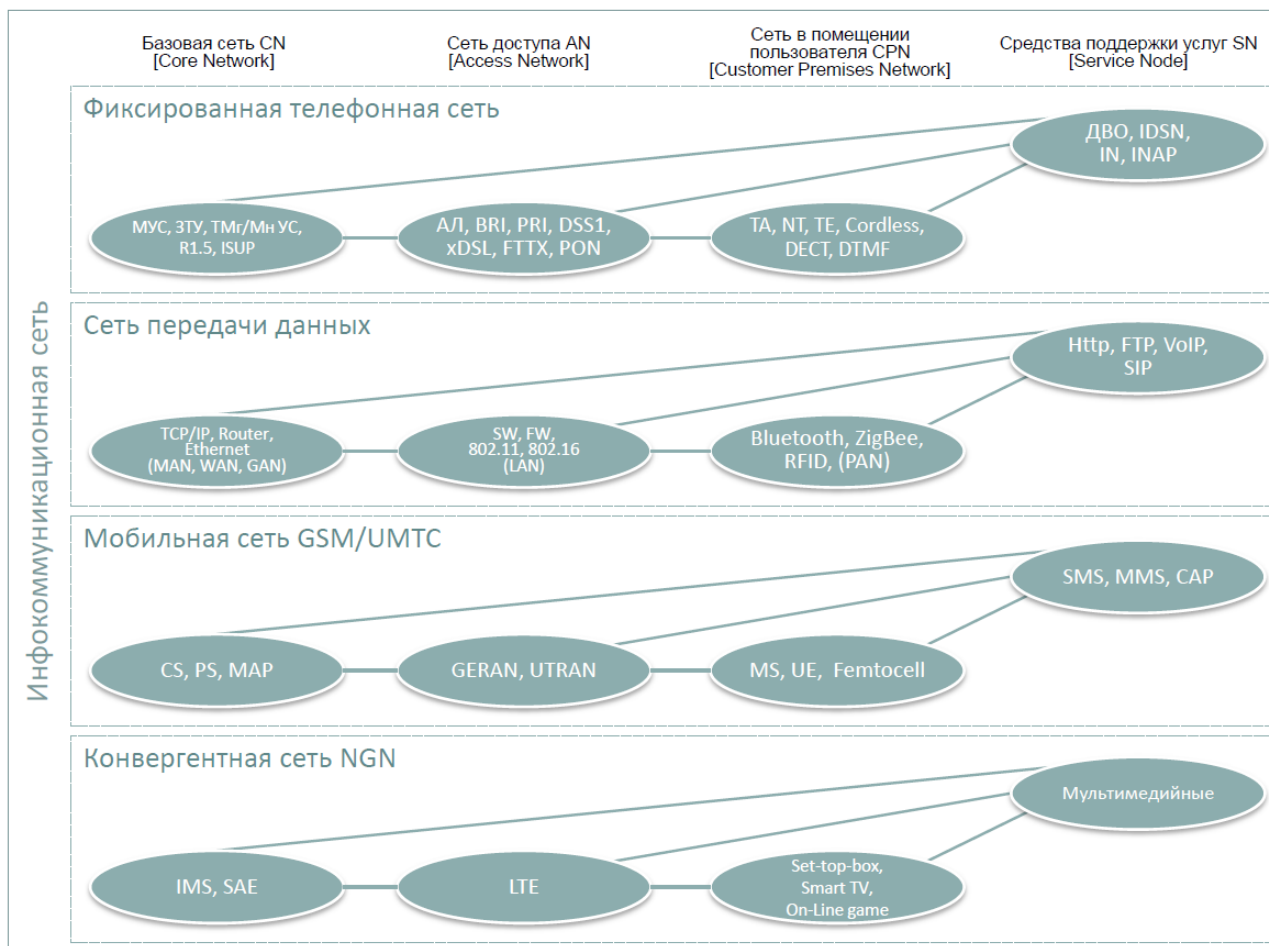 Базовая сеть CN
[Core Network]
Сеть доступа AN
[Access Network]
Сеть в помещении
пользователя CPN
[Customer Premises Network]
Средства поддержки услуг SN
[Service Node]
Инфокоммуникационная сеть
Фиксированная телефонная сеть
ДВО, IDSN,
IN, INAP
МУС, ЗТУ, ТМг/Мн УС,
R1.5, ISUP
АЛ, BRI, PRI, DSS1,
xDSL, FTTX, PON
TA, NT, TE, Cordless,
DECT, DTMF
Сеть передачи данных
Http, FTP, VoIP,
SIP
TCP/IP, Router,
Ethernet
(MAN, WAN, GAN)
SW, FW,
802.11, 802.16
(LAN)
Bluetooth, ZigBee,
RFID, (PAN)
Мобильная сеть GSM/UMTC
SMS, MMS, CAP
CS, PS, MAP
GERAN, UTRAN
MS, UE, Femtocell
Конвергентная сеть NGN
Мультимедийные
IMS, SAE
LTE
Set-top-box,
Smart TV,
On-Line game